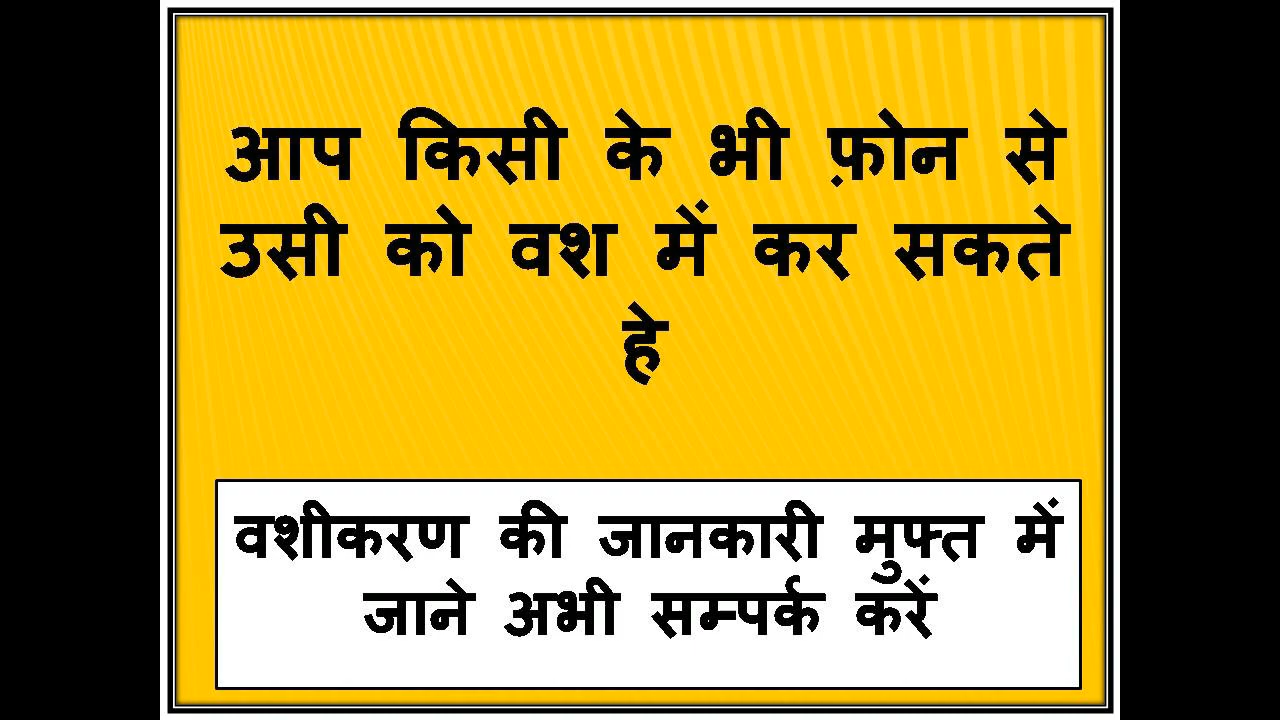 आप किसी के भी फ़ोन से
उसी को वश में कर सकते
हे
वशीकरण की जानकारी मुफ्त में
जाने अभी सम्पर्क करें